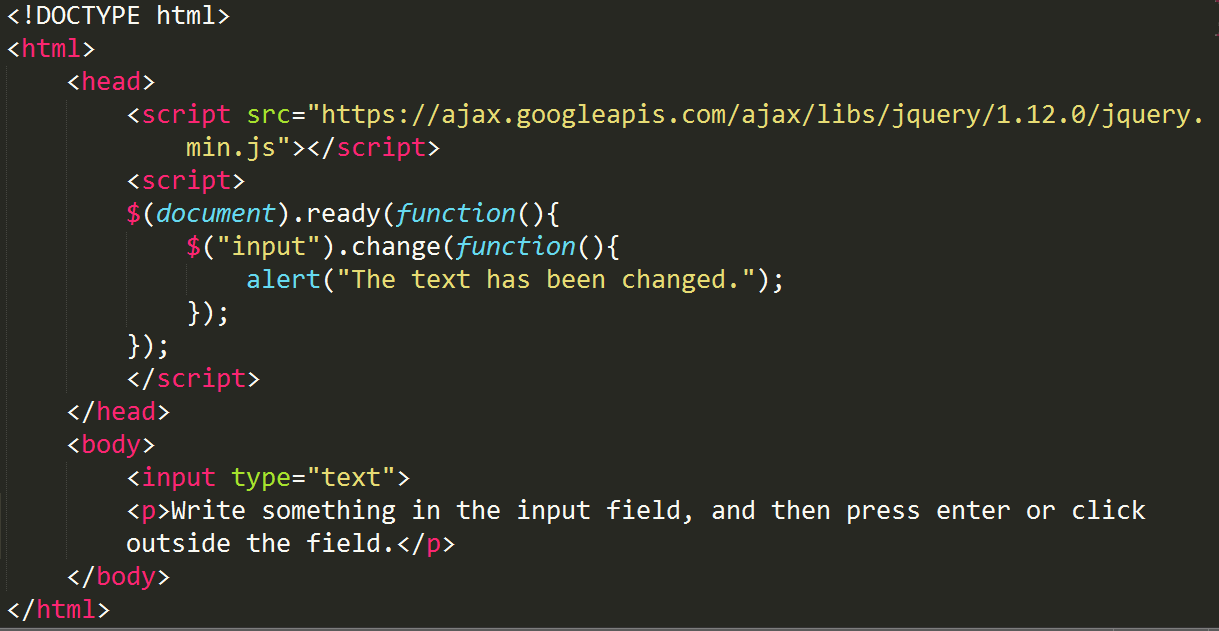 <!DOCTYPE html>
<html>
    <head>
        <script src="https://ajax.googleapis.com/ajax/libs/jquery/1.12.0/jquery.
            min.js"></script>
        <script>
        $(document).ready(function(){
            $("input").change(function(){
                alert("The text has been changed.");
            });
        });
        </script>
    </head>
    <body>
        <input type="text">
        <p>Write something in the input field, and then press enter or click
        outside the field.</p>
    </body>
</html>